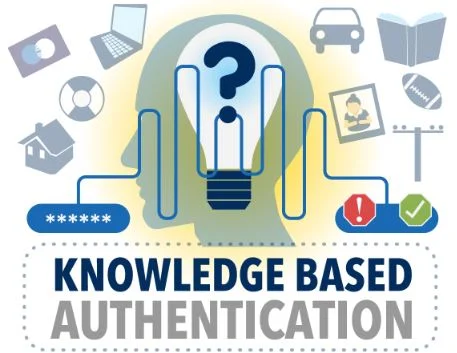 ?
******
!
KNOWLEDGE BASED
AUTHENTICATION